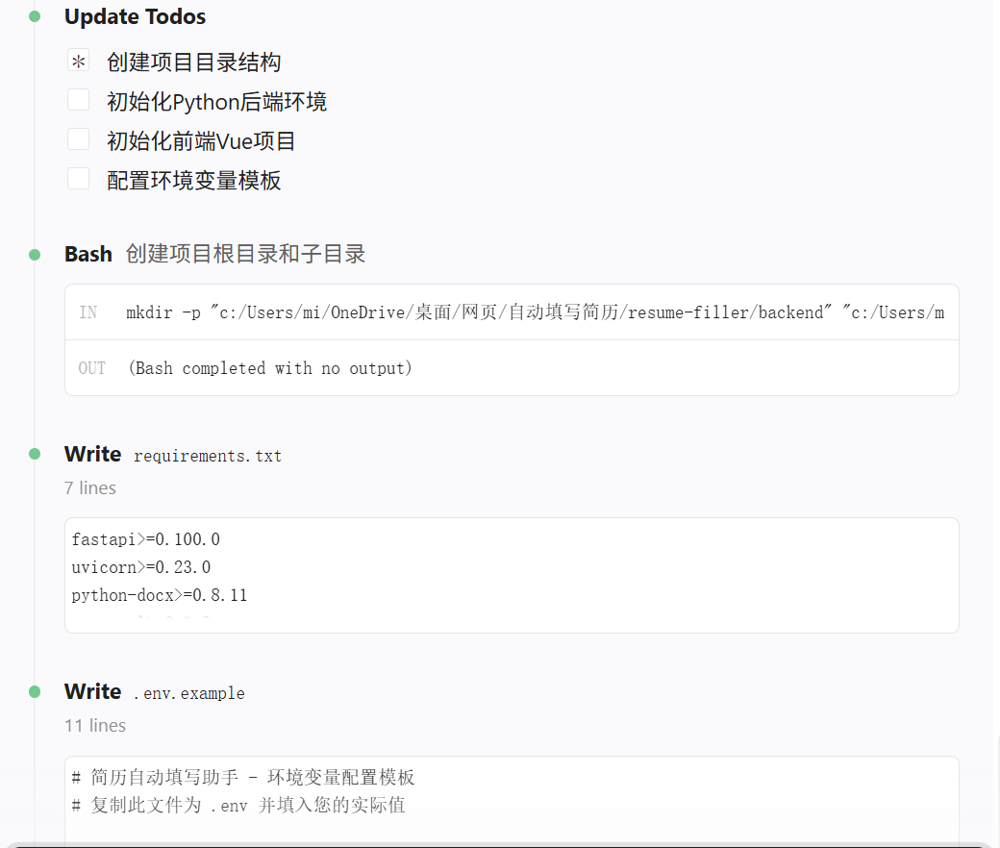 Update Todos
创建项目目录结构
初始化Python后端环境
初始化前端Vue项目
配置环境变量模板
Bash 创建项目根目录和子目录
IN mkdir -p "c:/Users/mi/OneDrive/桌面/网页/自动填写简历/resume-filler/backend" "c:/Users/m
OUT (Bash completed with no output)
Write requirements.txt
7 lines
fastapi>=0.100.0
uvicorn>=0.23.0
python-docx>=0.8.11
Write .env.example
11 lines
# 简历自动填写助手 - 环境变量配置模板
# 复制此文件为 .env 并填入您的实际值